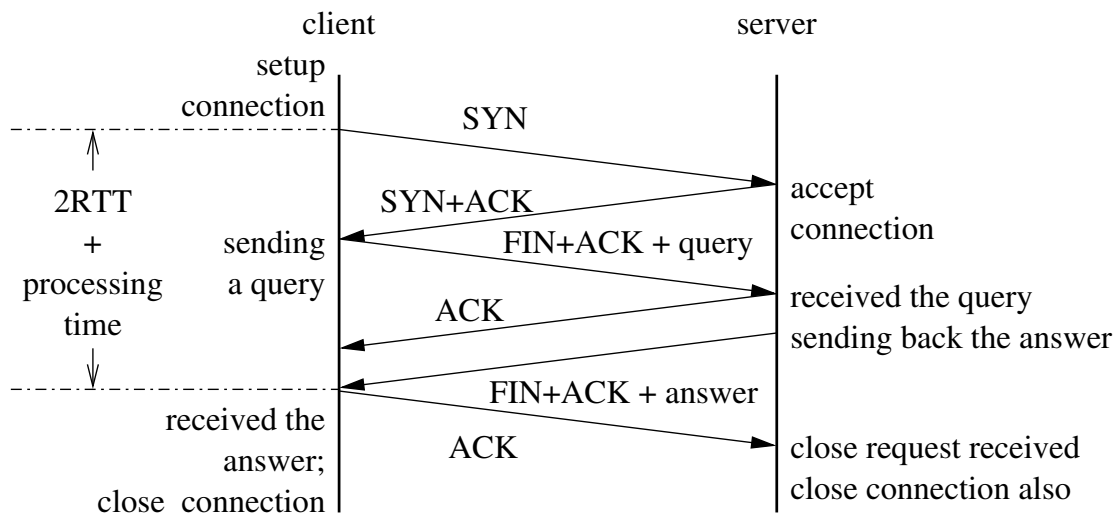 client
server
setup
connection
SYN
SYN+ACK
accept
connection
2RTT
+
processing
time
sending
a query
FIN+ACK + query
ACK
received the query
sending back the answer
FIN+ACK + answer
received the
answer;
close connection
ACK
close request received
close connection also